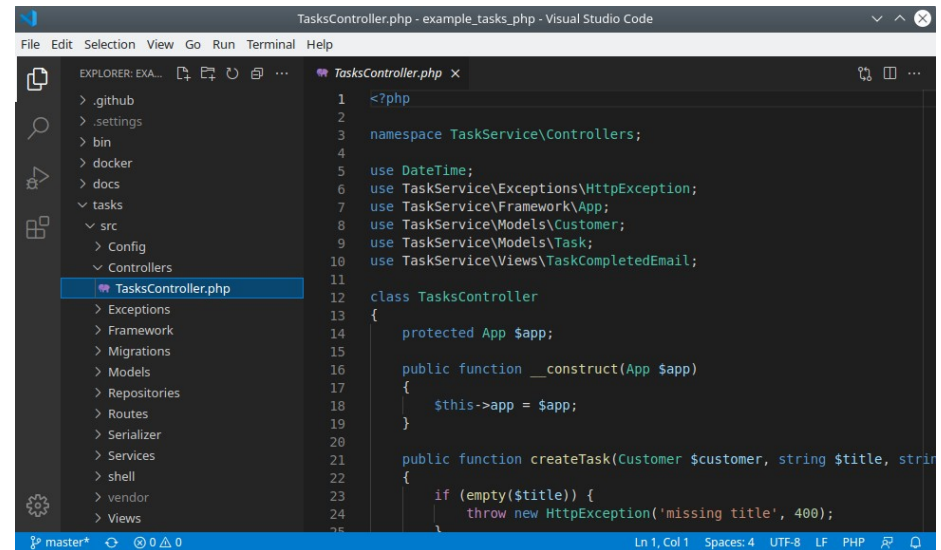 TasksController.php - example_tasks_php - Visual Studio Code
File Edit Selection View Go Run Terminal Help
EXPLORER: EXA...
TasksController.php
> .github
> .settings
> bin
> docker
> docs
tasks
src
> Config
Controllers
TasksController.php
> Exceptions
> Framework
> Migrations
> Models
> Repositories
> Routes
> Serializer
> Services
> shell
> vendor
> Views
1 <?php
2
3 namespace TaskService\Controllers;
4
5 use DateTime;
6 use TaskService\Exceptions\HttpException;
7 use TaskService\Framework\App;
8 use TaskService\Models\Customer;
9 use TaskService\Models\Task;
10 use TaskService\Views\TaskCompletedEmail;
11
12 class TasksController
13 {
14     protected App $app;
15
16     public function __construct(App $app)
17     {
18         $this->app = $app;
19     }
20
21     public function createTask(Customer $customer, string $title, strin
22     {
23         if (empty($title)) {
24             throw new HttpException('missing title', 400);
25         }
master* 0 0 Ln 1, Col 1 Spaces: 4 UTF-8 LF PHP